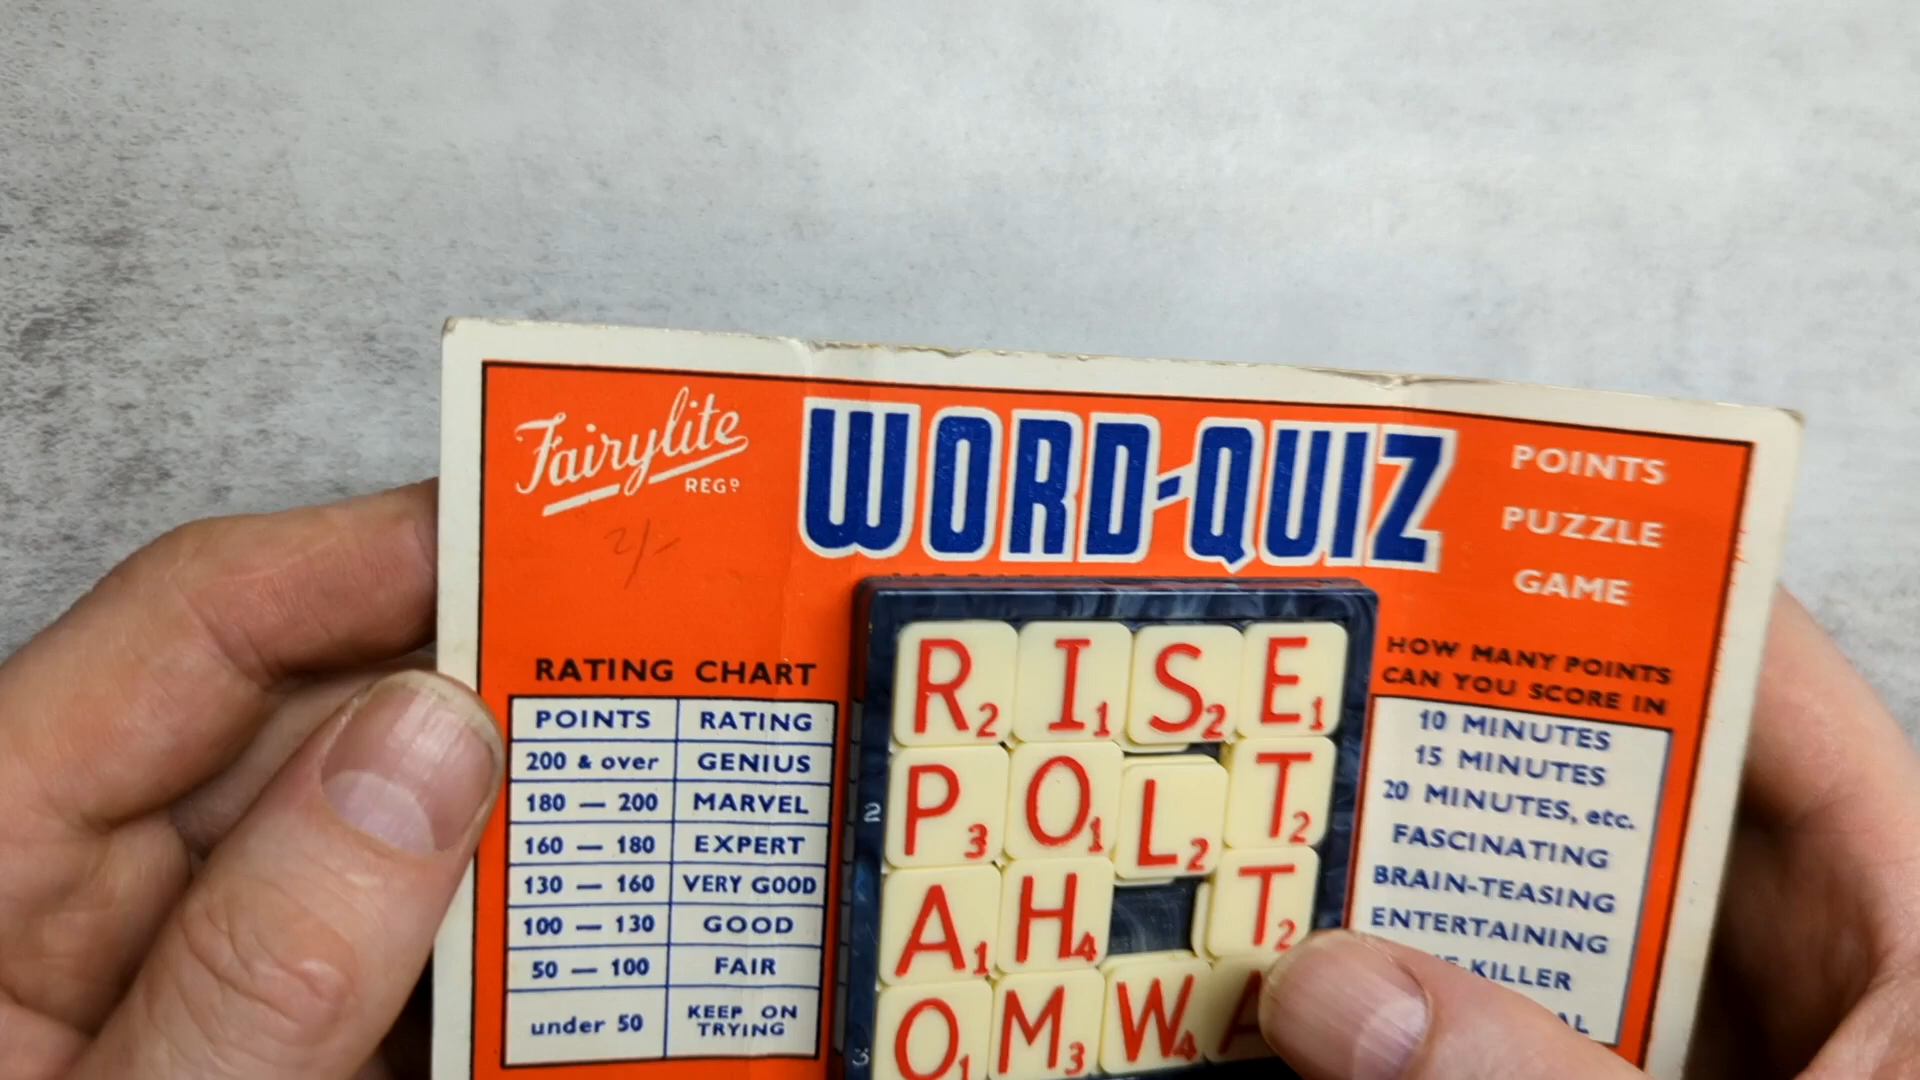 Fairylite
REGD
2/-
WORD-QUIZ
POINTS
PUZZLE
GAME
RATING CHART
POINTS RATING
200 & over GENIUS
180 — 200 MARVEL
160 — 180 EXPERT
130 — 160 VERY GOOD
100 — 130 GOOD
50 — 100 FAIR
under 50 KEEP ON TRYING
2
3
R2 I1 S2 E1
P3 O1 L2 T2
A1 H4 T2
O1 M3 W4 A
HOW MANY POINTS
CAN YOU SCORE IN
10 MINUTES
15 MINUTES
20 MINUTES, etc.
FASCINATING
BRAIN-TEASING
ENTERTAINING
KILLER